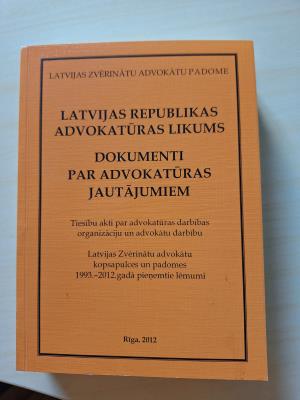 LATVIJAS ZVĒRINĀTU ADVOKĀTU PADOME
LATVIJAS REPUBLIKAS
ADVOKATŪRAS LIKUMS
DOKUMENTI
PAR ADVOKATŪRAS
JAUTĀJUMIEM
Tiesību akti par advokatūras darbības
organizāciju un advokātu darbību
Latvijas Zvērinātu advokātu
kopsapulces un padomes
1993.–2012.gadā pieņemtie lēmumi
Rīga, 2012